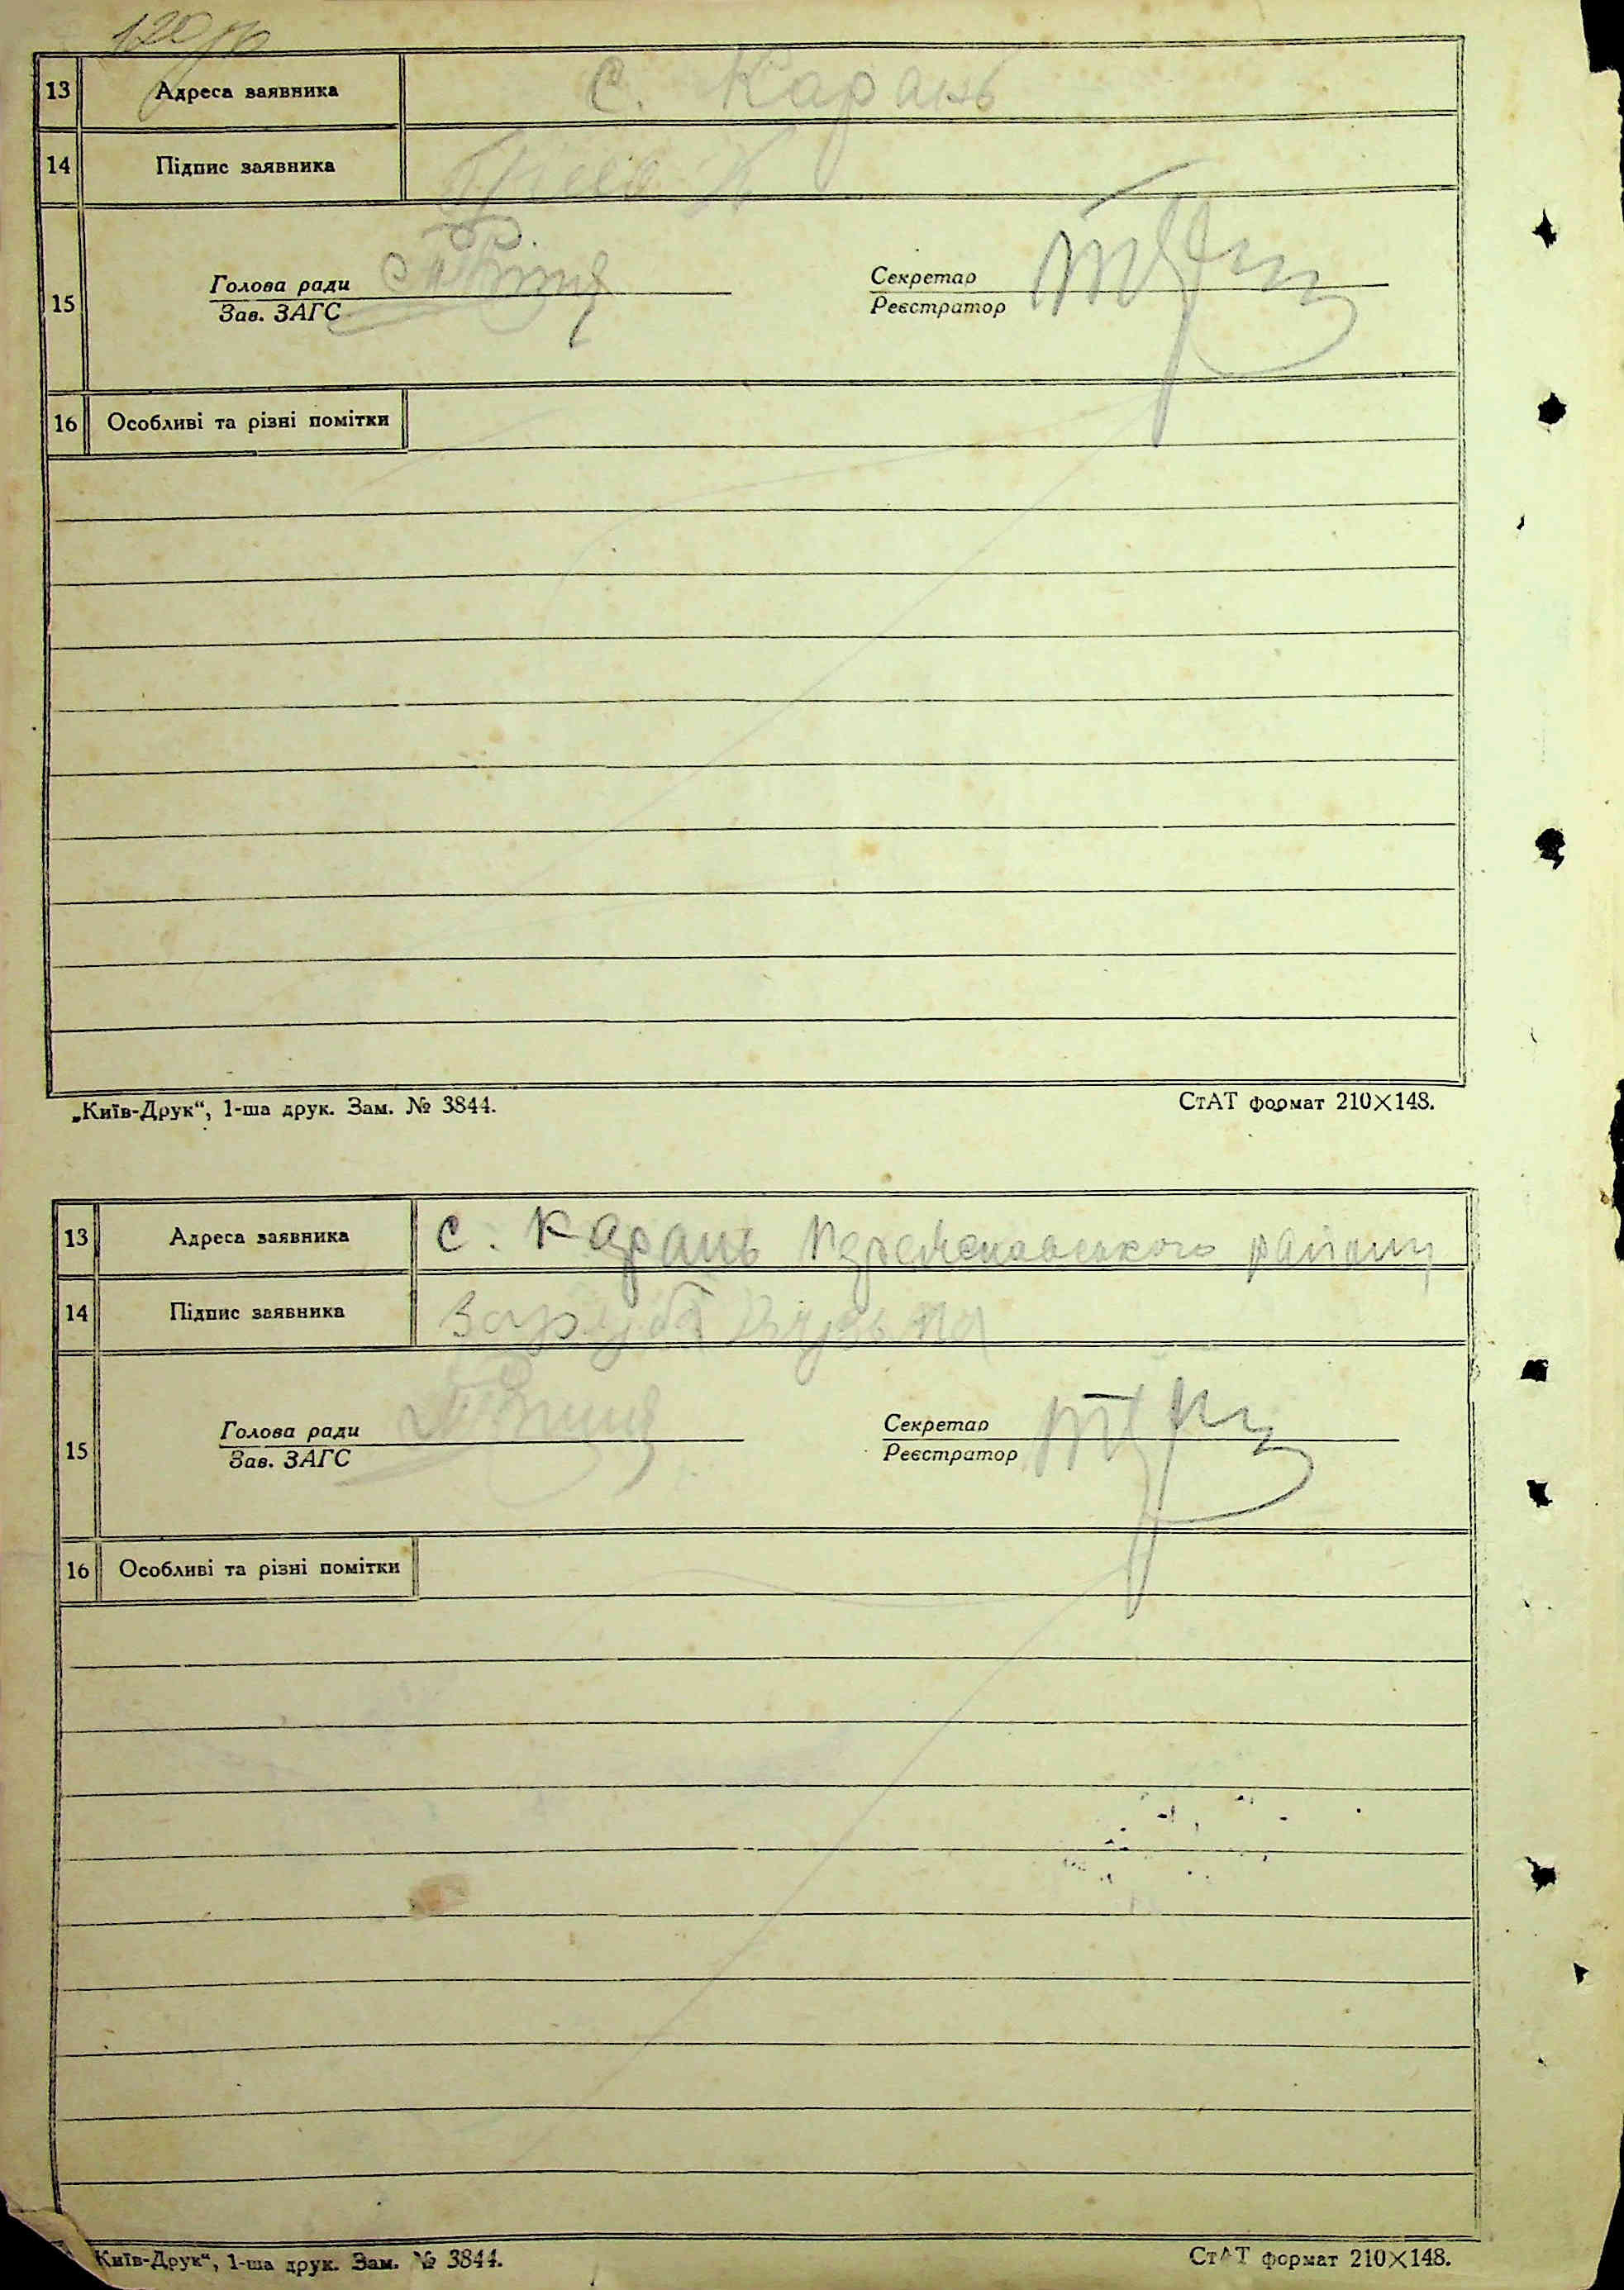 13 Адреса заявника с. Карань
14 Підпис заявника
Голова ради Секретар
15
Зав. ЗАГС Реєстратор
16 Особливі та різні помітки
„Київ-Друк“, 1-ша друк. Зам. № 3844. СтАТ формат 210×148.
13 Адреса заявника с. Карань Переяславського району
14 Підпис заявника Заруба
Голова ради Секретар
15
Зав. ЗАГС Реєстратор
16 Особливі та різні помітки
Київ-Друк“, 1-ша друк. Зам. № 3844. СтАТ формат 210×148.